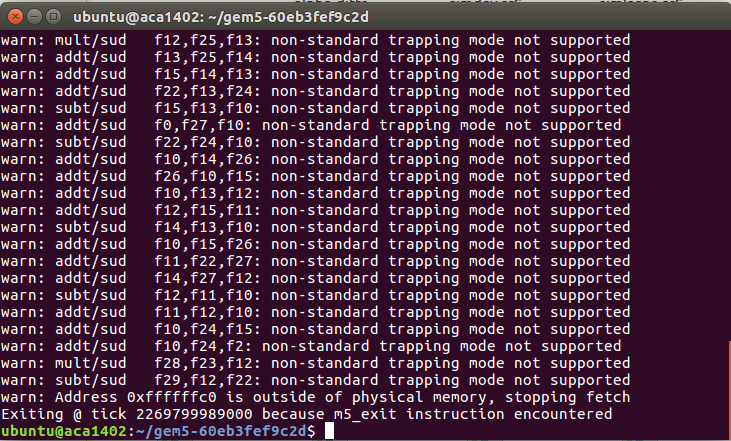 ubuntu@aca1402: ~/gem5-60eb3fef9c2d
warn: mult/sud   f12,f25,f13: non-standard trapping mode not supported
warn: addt/sud   f13,f25,f14: non-standard trapping mode not supported
warn: addt/sud   f15,f14,f13: non-standard trapping mode not supported
warn: addt/sud   f22,f13,f24: non-standard trapping mode not supported
warn: subt/sud   f15,f13,f10: non-standard trapping mode not supported
warn: addt/sud   f0,f27,f10: non-standard trapping mode not supported
warn: subt/sud   f22,f24,f10: non-standard trapping mode not supported
warn: addt/sud   f10,f14,f26: non-standard trapping mode not supported
warn: addt/sud   f26,f10,f15: non-standard trapping mode not supported
warn: addt/sud   f10,f13,f12: non-standard trapping mode not supported
warn: addt/sud   f12,f15,f11: non-standard trapping mode not supported
warn: subt/sud   f14,f13,f10: non-standard trapping mode not supported
warn: addt/sud   f10,f15,f26: non-standard trapping mode not supported
warn: addt/sud   f11,f22,f27: non-standard trapping mode not supported
warn: addt/sud   f14,f27,f12: non-standard trapping mode not supported
warn: subt/sud   f12,f11,f10: non-standard trapping mode not supported
warn: addt/sud   f11,f12,f10: non-standard trapping mode not supported
warn: addt/sud   f10,f24,f15: non-standard trapping mode not supported
warn: addt/sud   f10,f24,f2: non-standard trapping mode not supported
warn: mult/sud   f28,f23,f12: non-standard trapping mode not supported
warn: subt/sud   f29,f12,f22: non-standard trapping mode not supported
warn: Address 0xffffffc0 is outside of physical memory, stopping fetch
Exiting @ tick 2269799989000 because m5_exit instruction encountered
ubuntu@aca1402:~/gem5-60eb3fef9c2d$